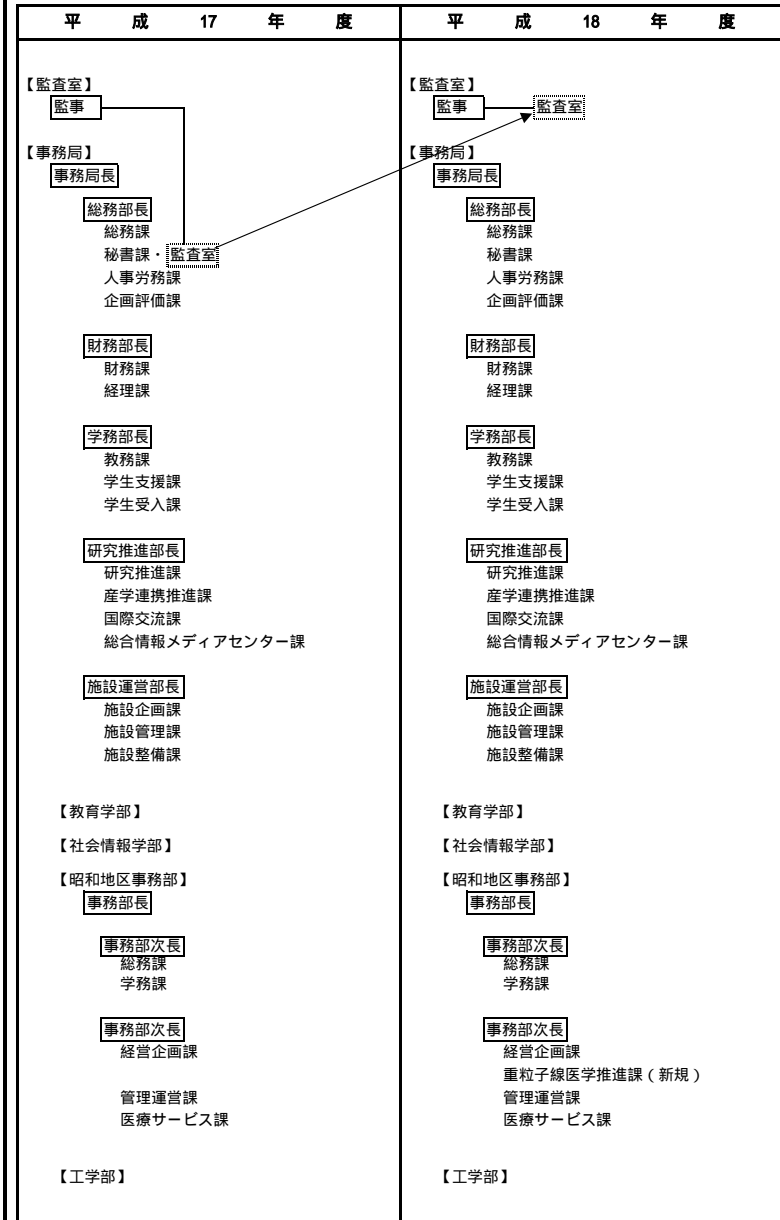 平成17年度
【監査室】
監事
【事務局】
事務局長
総務部長
総務課
秘書課・監査室
人事労務課
企画評価課
財務部長
財務課
経理課
学務部長
教務課
学生支援課
学生受入課
研究推進部長
研究推進課
産学連携推進課
国際交流課
総合情報メディアセンター課
施設運営部長
施設企画課
施設管理課
施設整備課
【教育学部】
【社会情報学部】
【昭和地区事務部】
事務部長
事務部次長
総務課
学務課
事務部次長
経営企画課
管理運営課
医療サービス課
【工学部】
平成18年度
【監査室】
監事 監査室
【事務局】
事務局長
総務部長
総務課
秘書課
人事労務課
企画評価課
財務部長
財務課
経理課
学務部長
教務課
学生支援課
学生受入課
研究推進部長
研究推進課
産学連携推進課
国際交流課
総合情報メディアセンター課
施設運営部長
施設企画課
施設管理課
施設整備課
【教育学部】
【社会情報学部】
【昭和地区事務部】
事務部長
事務部次長
総務課
学務課
事務部次長
経営企画課
重粒子線医学推進課(新規)
管理運営課
医療サービス課
【工学部】